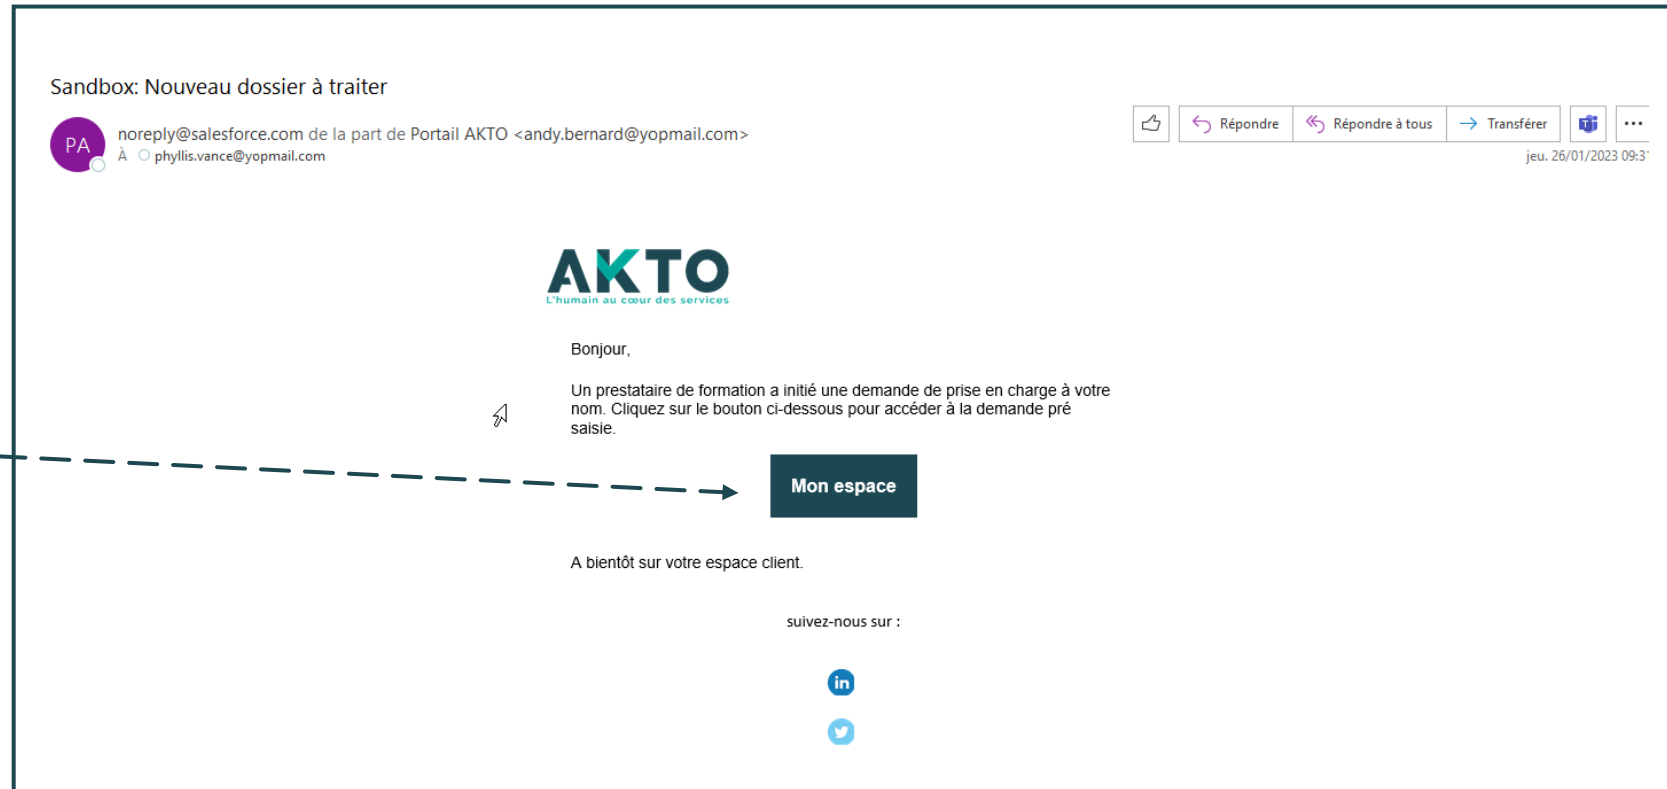 Sandbox: Nouveau dossier à traiter
PA
noreply@salesforce.com de la part de Portail AKTO <andy.bernard@yopmail.com>
À phyllis.vance@yopmail.com
Répondre
Répondre à tous
Transférer
jeu. 26/01/2023 09:31
AKTO
L'humain au cœur des services
Bonjour,
Un prestataire de formation a initié une demande de prise en charge à votre
nom. Cliquez sur le bouton ci-dessous pour accéder à la demande pré
saisie.
Mon espace
A bientôt sur votre espace client.
suivez-nous sur :
in